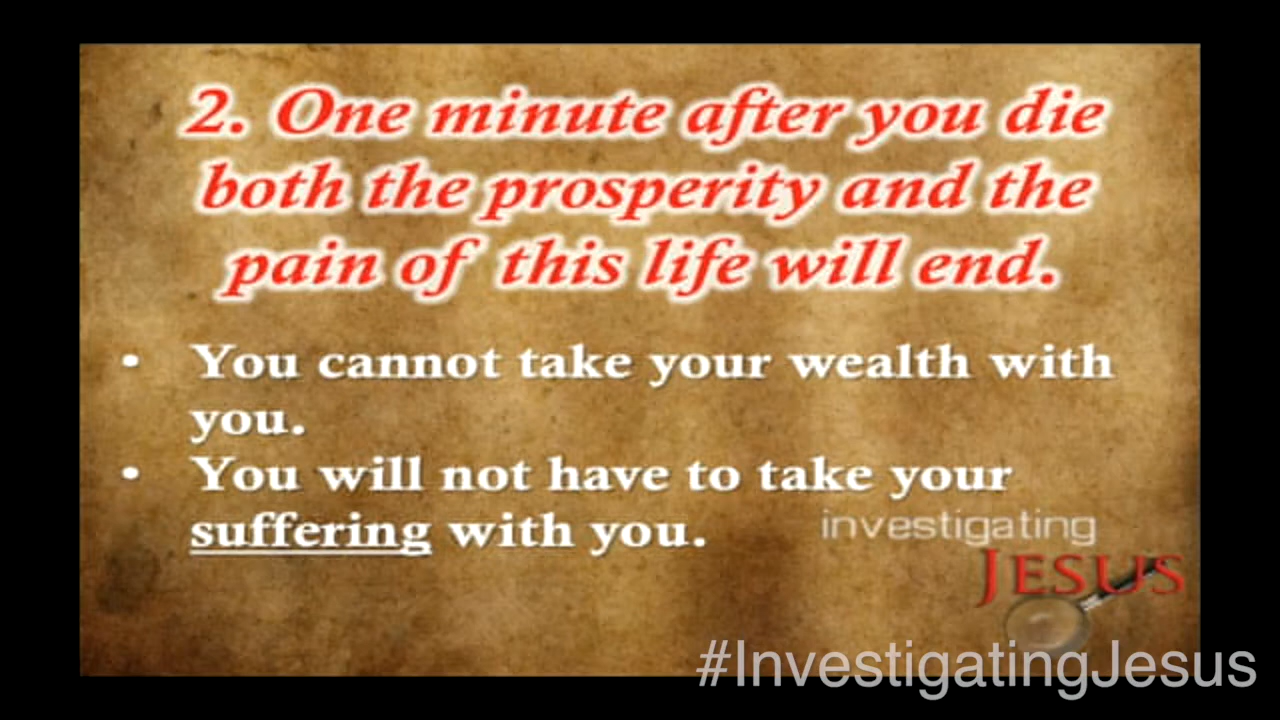 2. One minute after you die
both the prosperity and the
pain of this life will end.
• You cannot take your wealth with
you.
• You will not have to take your
suffering with you.
investigating
JESUS
#InvestigatingJesus